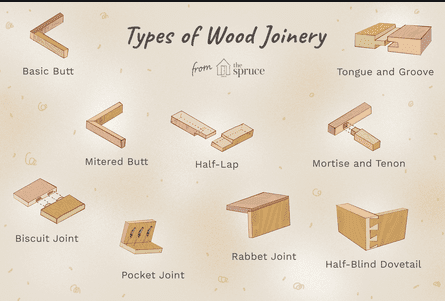 Types of Wood Joinery
from the spruce
Basic Butt
Tongue and Groove
Mitered Butt
Half-Lap
Mortise and Tenon
Biscuit Joint
Pocket Joint
Rabbet Joint
Half-Blind Dovetail